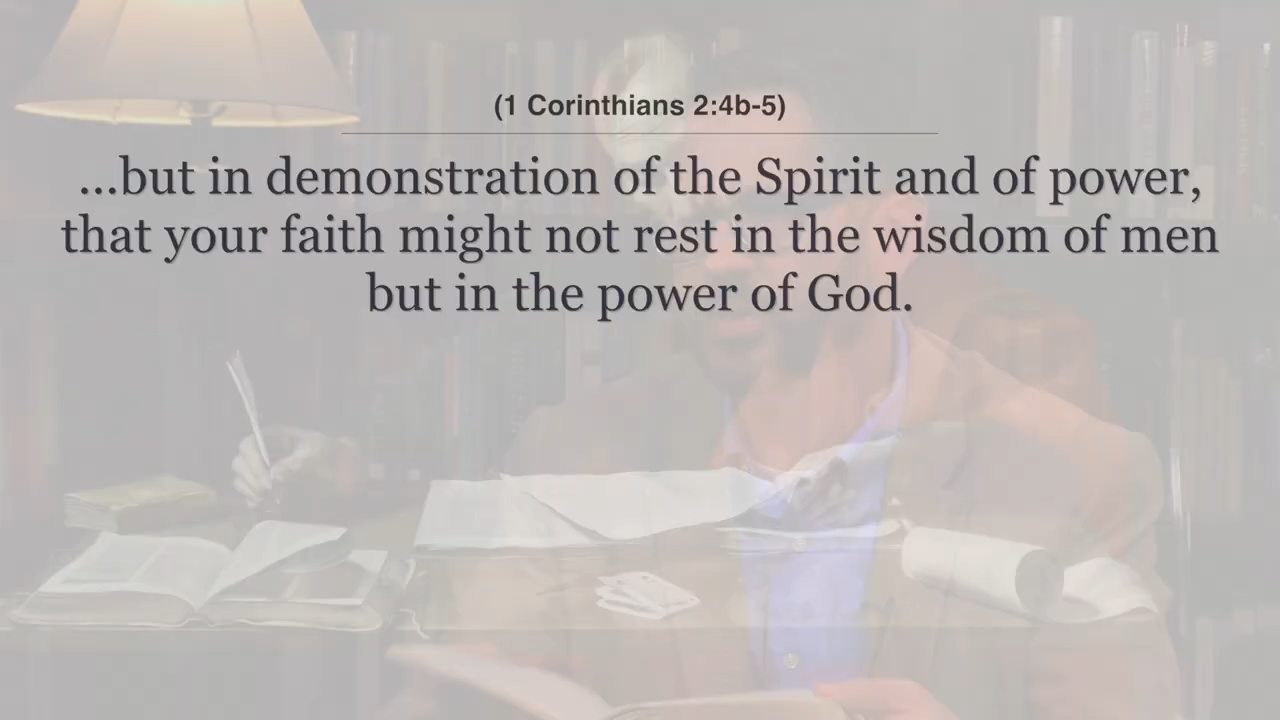 (1 Corinthians 2:4b-5)
...but in demonstration of the Spirit and of power,
that your faith might not rest in the wisdom of men
but in the power of God.